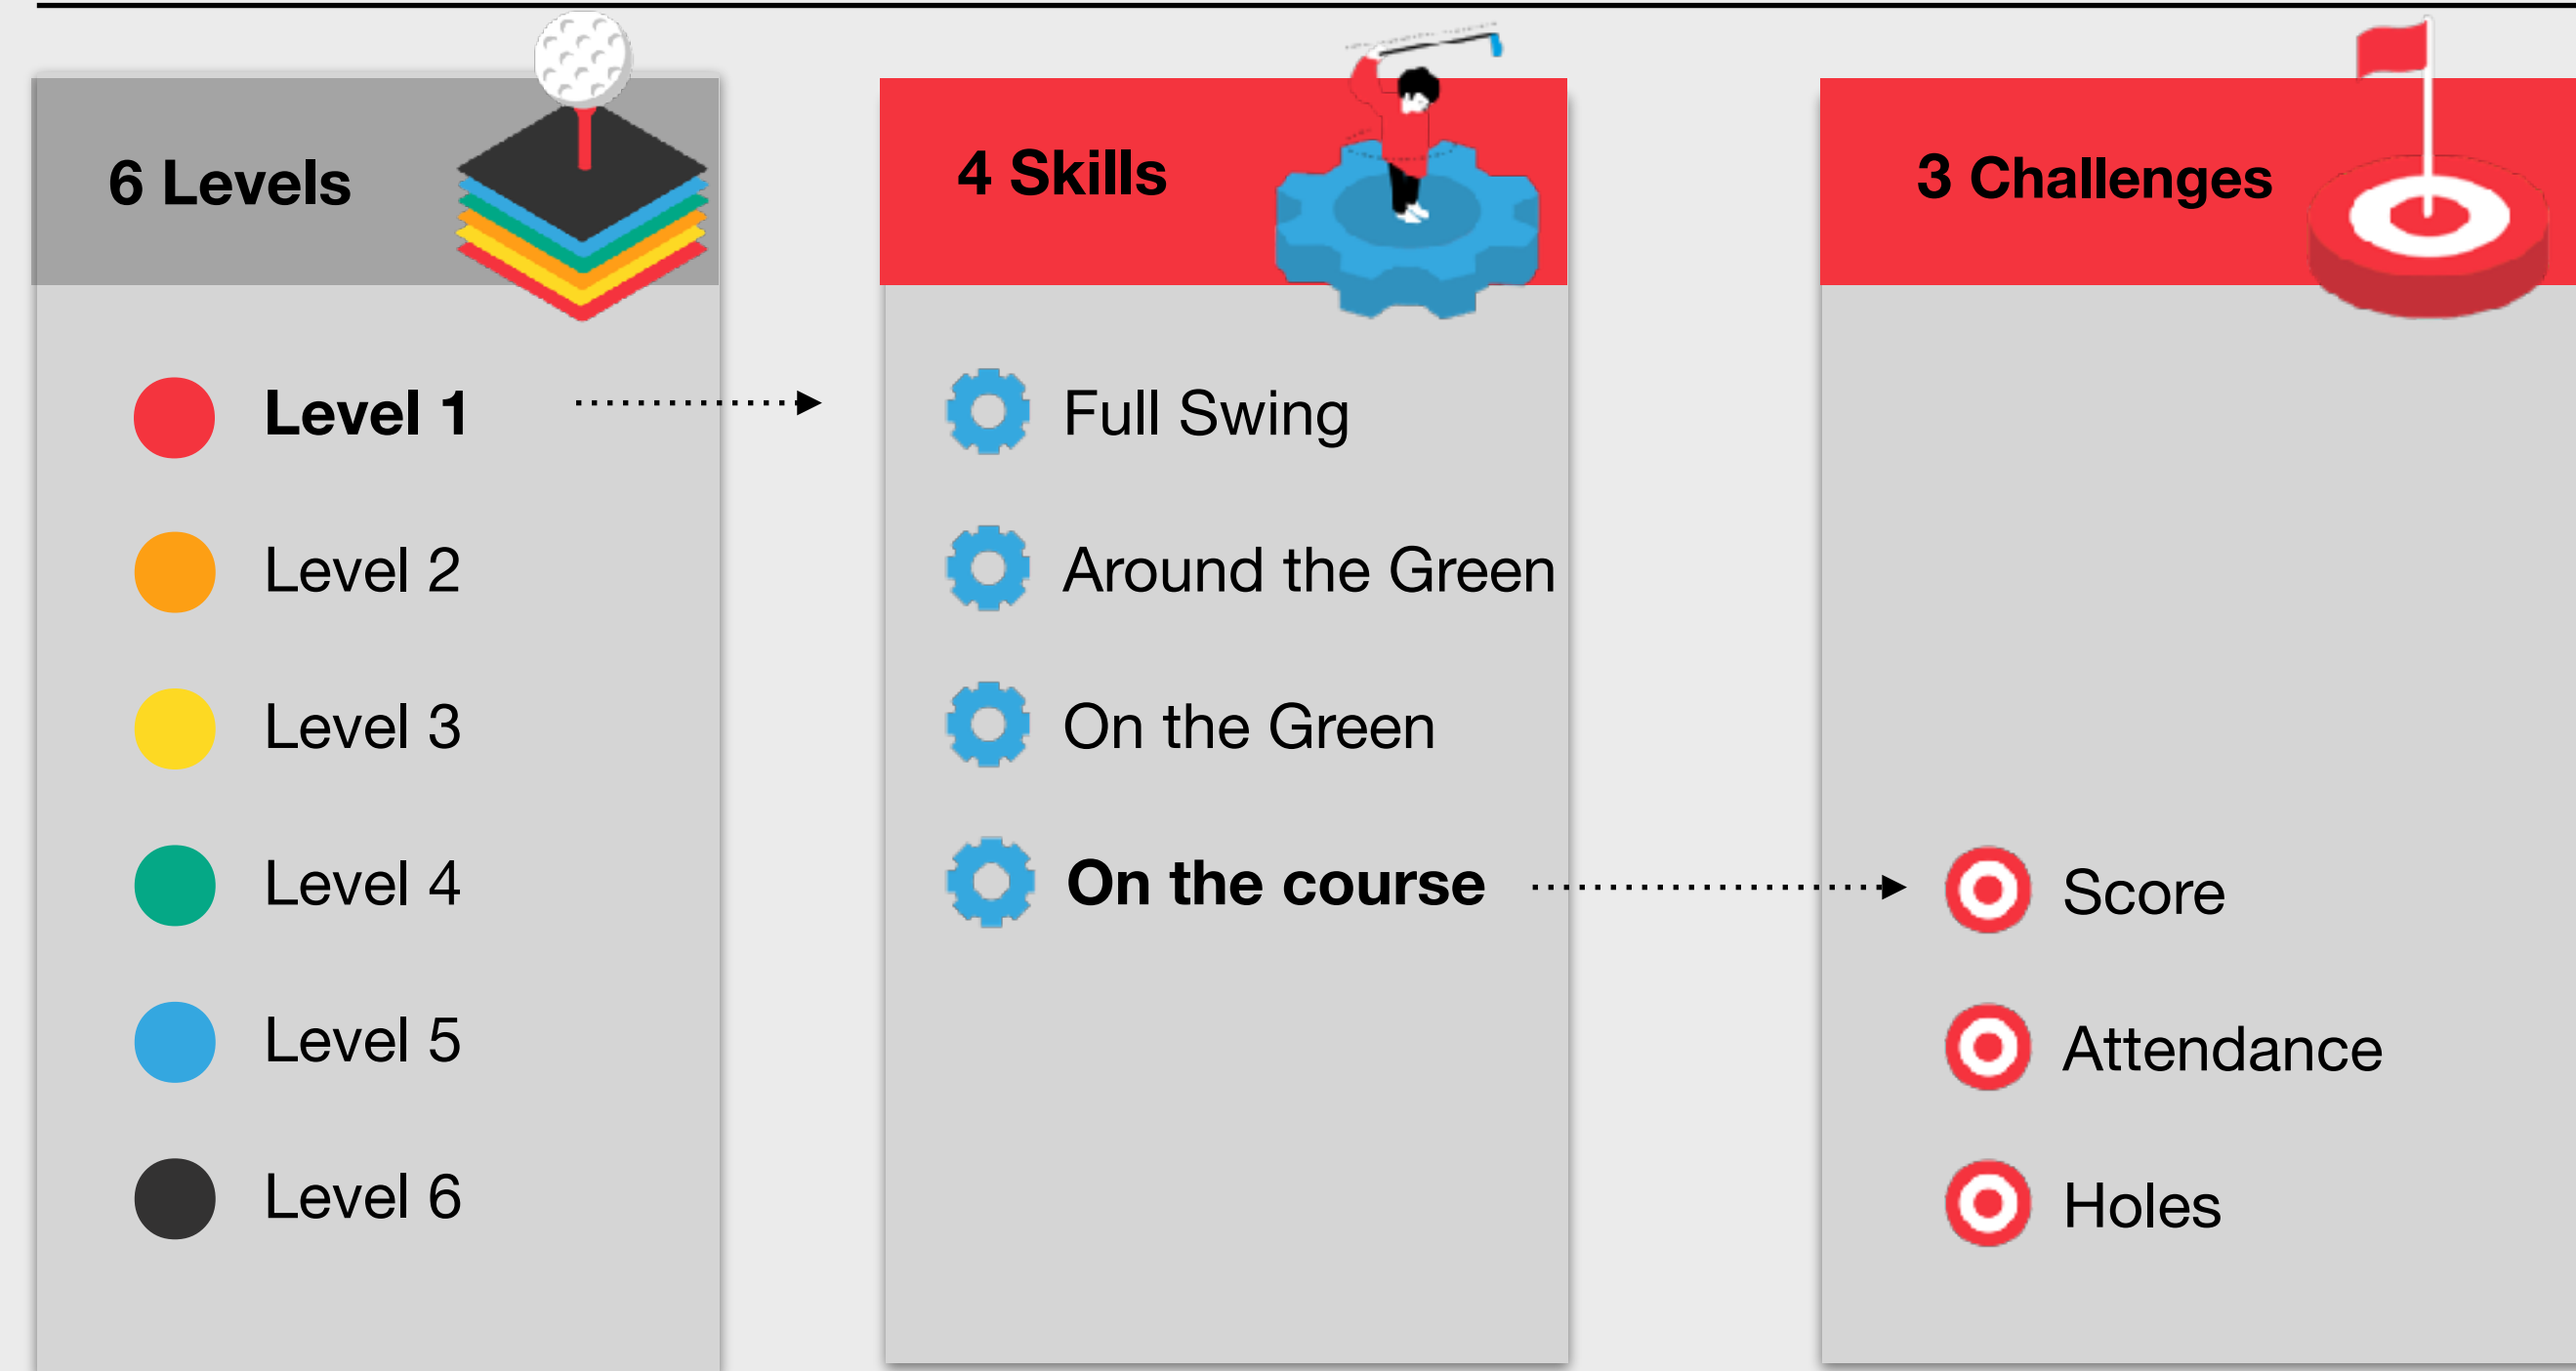 6 Levels
Level 1
Level 2
Level 3
Level 4
Level 5
Level 6
4 Skills
Full Swing
Around the Green
On the Green
On the course
3 Challenges
Score
Attendance
Holes